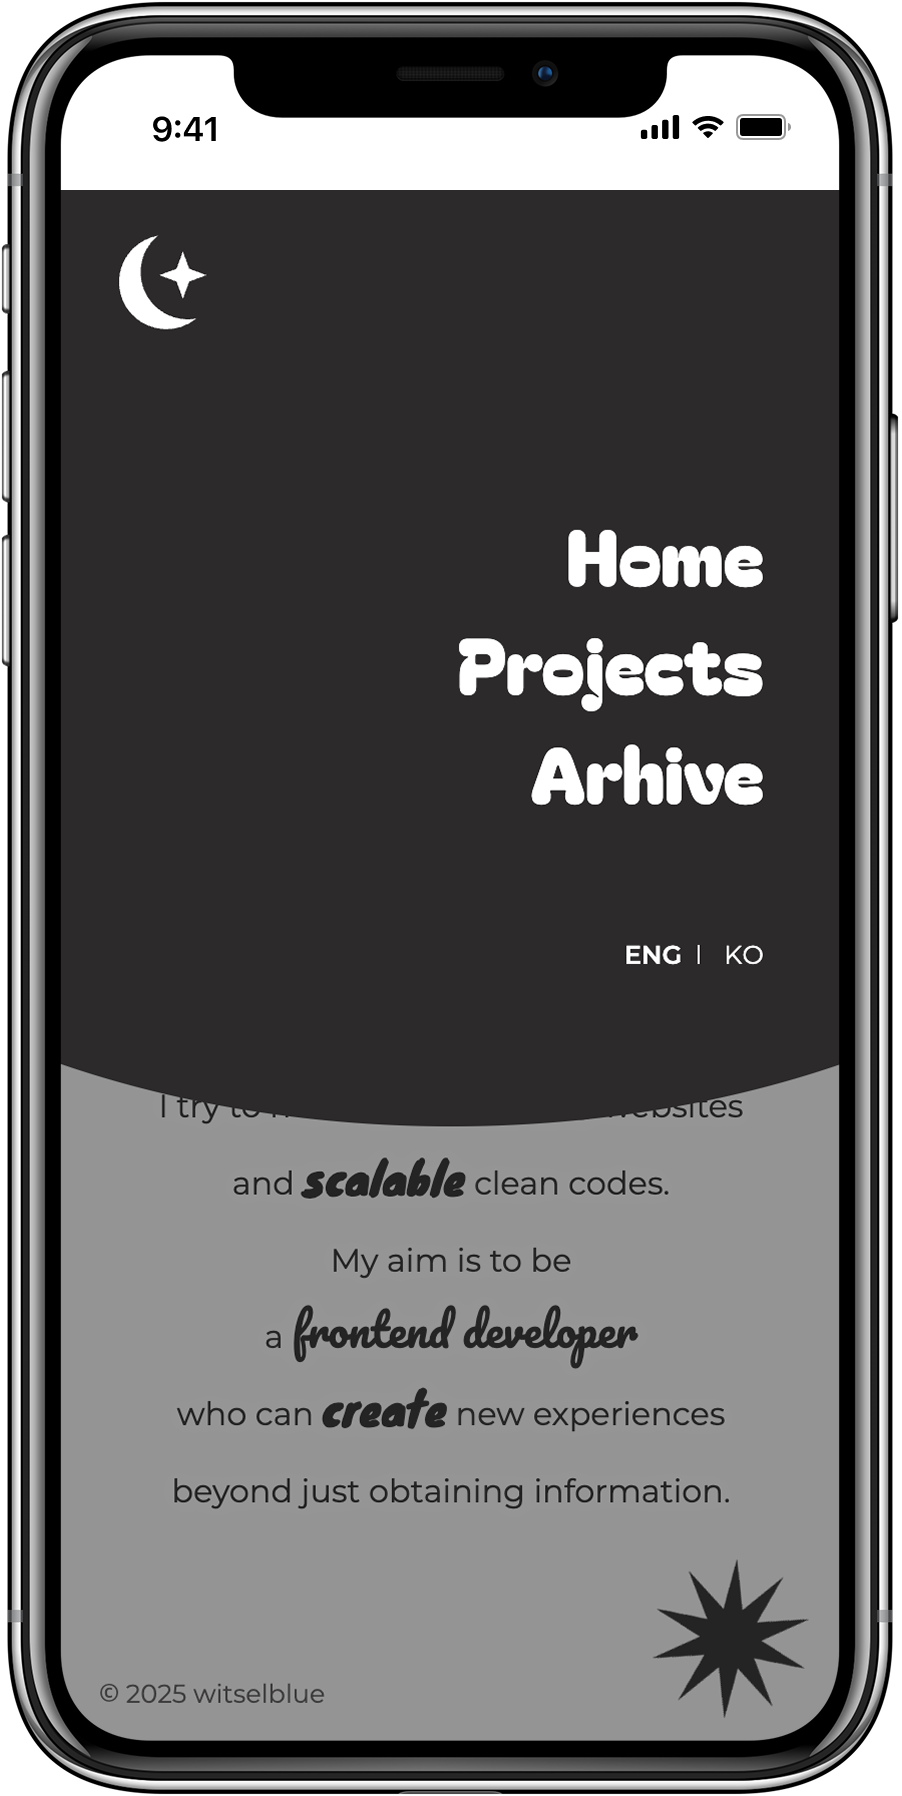 9:41
Home
Projects
Arhive
ENG | KO
I try to websites
and scalable clean codes.
My aim is to be
a frontend developer
who can create new experiences
beyond just obtaining information.
© 2025 witselblue